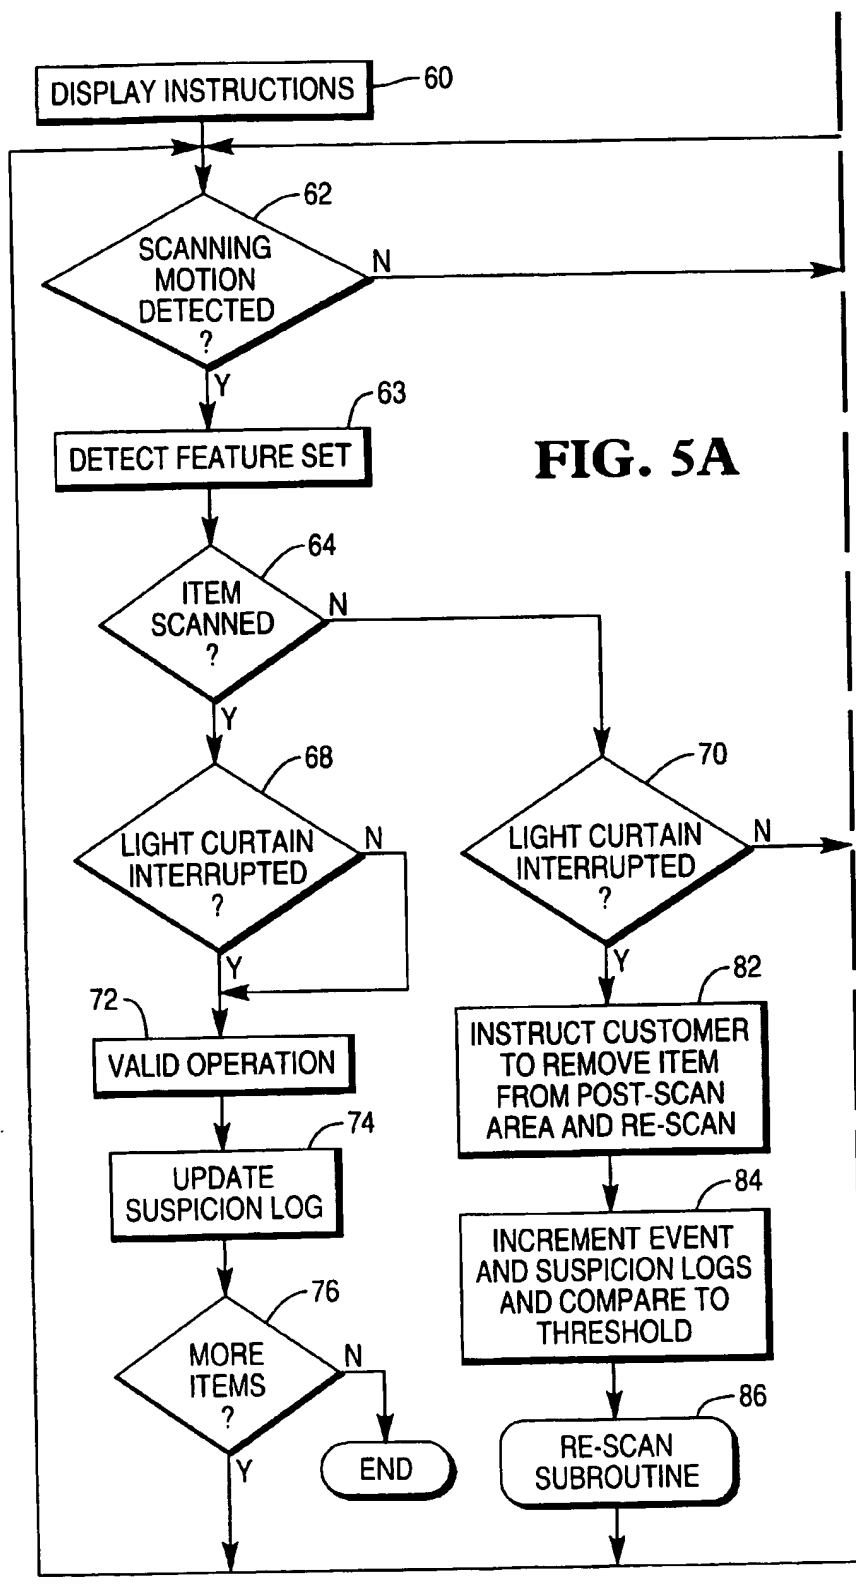 DISPLAY INSTRUCTIONS
60
62
SCANNING
MOTION
DETECTED
?
N
Y
63
DETECT FEATURE SET
FIG. 5A
64
ITEM
SCANNED
?
N
Y
68
LIGHT CURTAIN
INTERRUPTED
?
N
Y
70
LIGHT CURTAIN
INTERRUPTED
?
N
Y
72
VALID OPERATION
82
INSTRUCT CUSTOMER
TO REMOVE ITEM
FROM POST-SCAN
AREA AND RE-SCAN
74
UPDATE
SUSPICION LOG
84
INCREMENT EVENT
AND SUSPICION LOGS
AND COMPARE TO
THRESHOLD
76
MORE
ITEMS
?
N
Y
END
86
RE-SCAN
SUBROUTINE